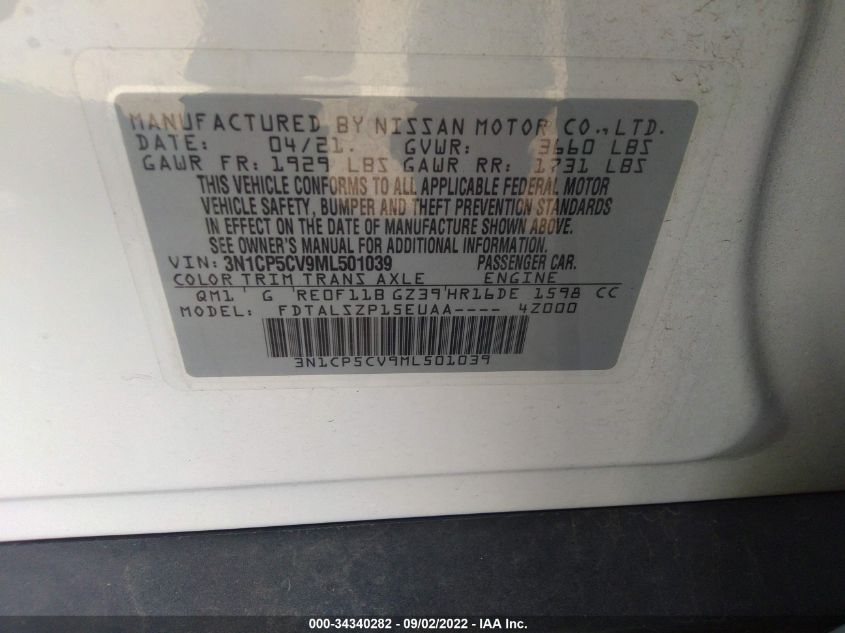 MANUFACTURED BY NISSAN MOTOR CO.,LTD.
DATE: 04/21. GVWR: 3660 LBS
GAWR FR: 1929 LBS GAWR RR: 1731 LBS
THIS VEHICLE CONFORMS TO ALL APPLICABLE FEDERAL MOTOR
VEHICLE SAFETY, BUMPER AND THEFT PREVENTION STANDARDS
IN EFFECT ON THE DATE OF MANUFACTURE SHOWN ABOVE.
SEE OWNER'S MANUAL FOR ADDITIONAL INFORMATION.
VIN: 3N1CP5CV9ML501039 PASSENGER CAR.
COLOR TRIM TRANS AXLE ENGINE
QM1 G RE0F11B GZ39 HR16DE 1598 CC
MODEL: FDTALSZP15EUAA---- 4Z000
3N1CP5CV9ML501039
000-34340282 - 09/02/2022 - IAA Inc.